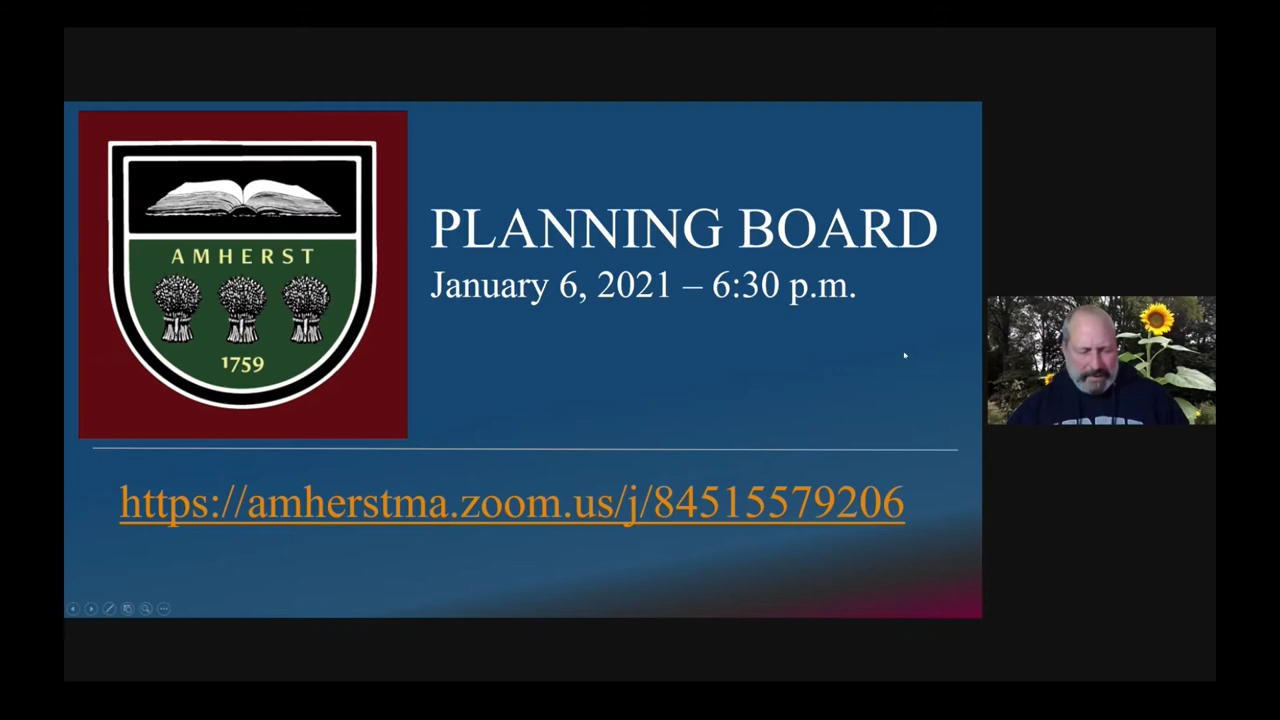 AMHERST
1759
PLANNING BOARD
January 6, 2021 – 6:30 p.m.
https://amherstma.zoom.us/j/84515579206